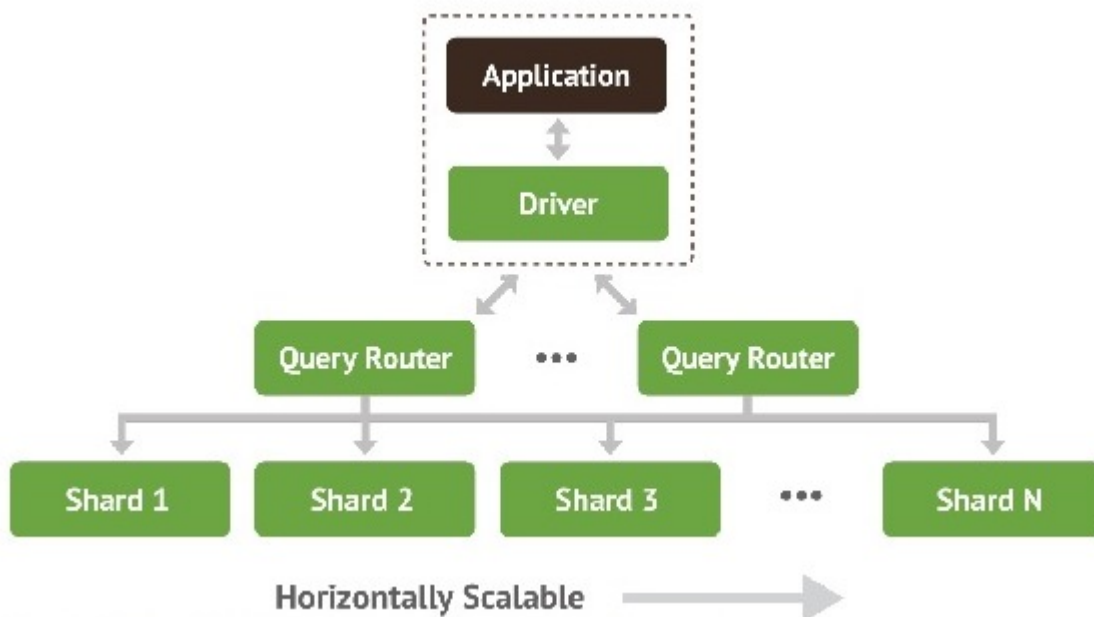 Application
Driver
Query Router ••• Query Router
Shard 1 Shard 2 Shard 3 ••• Shard N
Horizontally Scalable